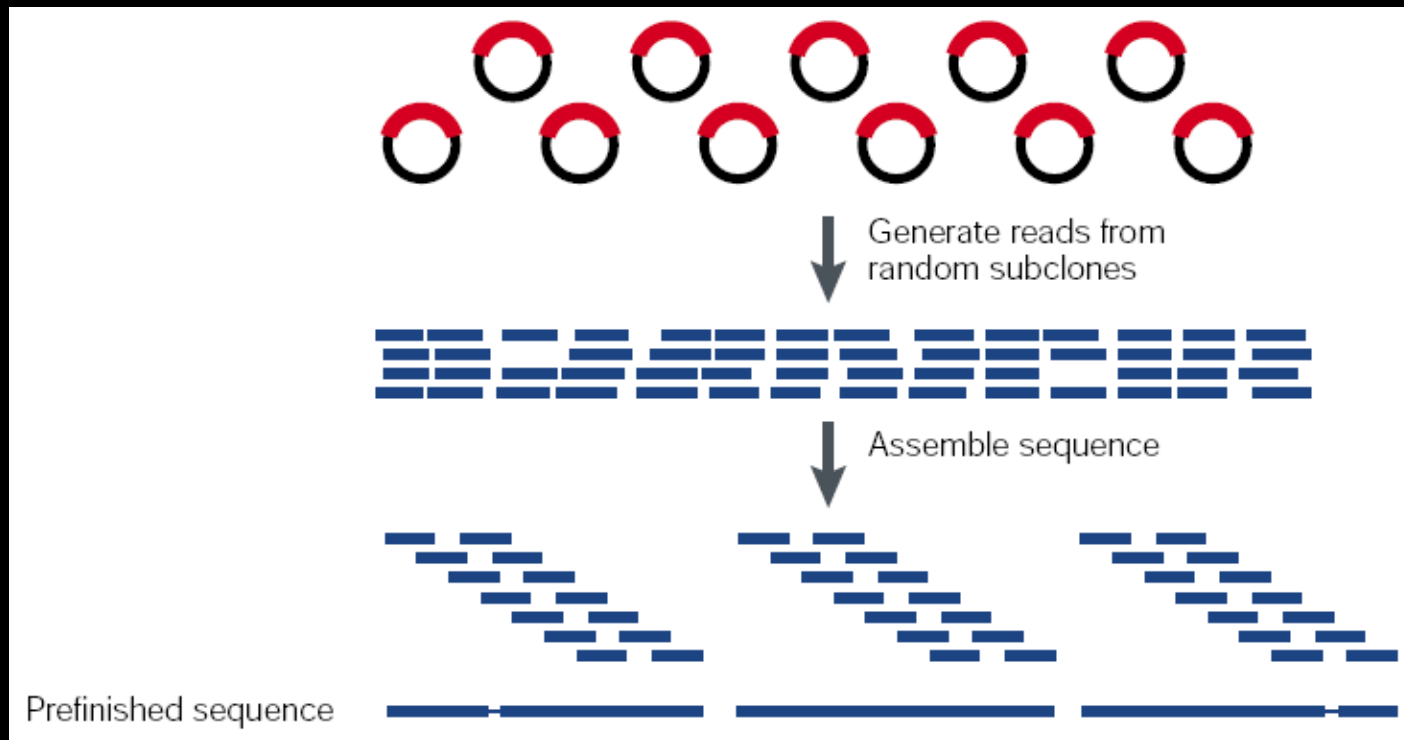 Generate reads from
random subclones
Assemble sequence
Prefinished sequence